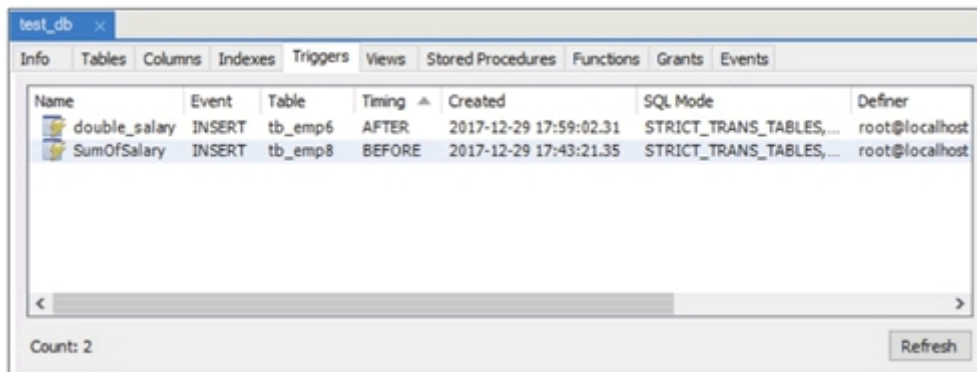 test_db ×
Info Tables Columns Indexes Triggers Views Stored Procedures Functions Grants Events
Name Event Table Timing Created SQL Mode Definer
double_salary INSERT tb_emp6 AFTER 2017-12-29 17:59:02.31 STRICT_TRANS_TABLES,... root@localhost
SumOfSalary INSERT tb_emp8 BEFORE 2017-12-29 17:43:21.35 STRICT_TRANS_TABLES,... root@localhost
Count: 2 Refresh